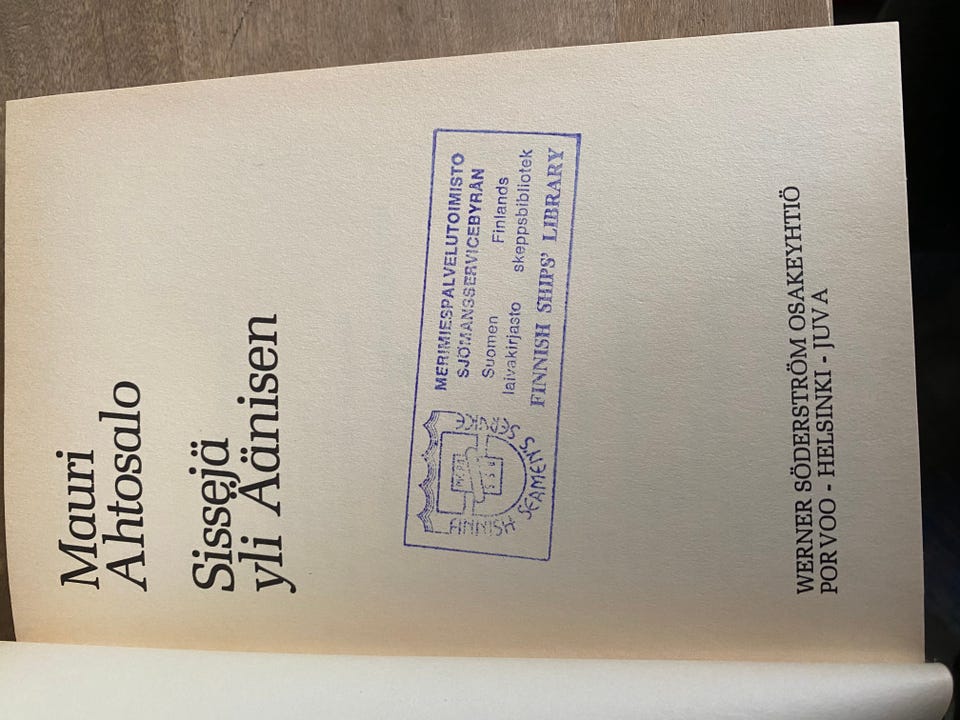 Mauri
Ahtosalo
Sissejä
yli Äänisen
MERIMIESPALVELUTOIMISTO
SJÖMANSSERVICEBYRÅN
Suomen Finlands
laivakirjasto skeppsbibliotek
FINNISH SHIPS' LIBRARY
FINNISH
SEAMEN'S
WERNER SÖDERSTRÖM OSAKEYHTIÖ
PORVOO - HELSINKI - JUVA